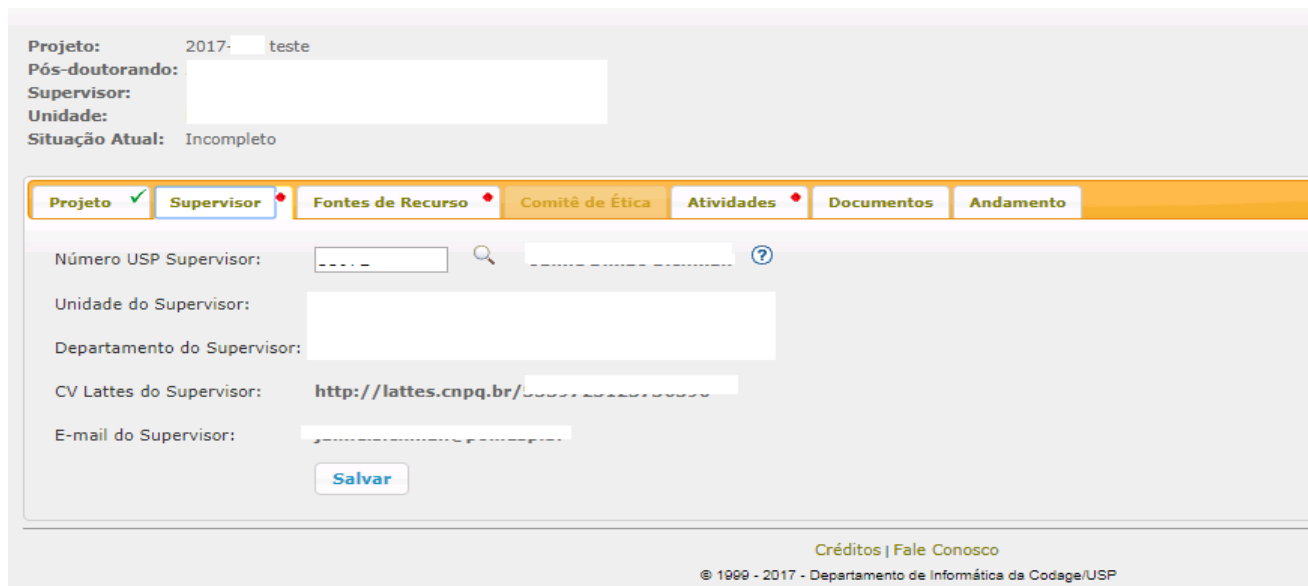 Projeto: 2017- teste
Pós-doutorando:
Supervisor:
Unidade:
Situação Atual: Incompleto
Projeto Supervisor Fontes de Recurso Comitê de Ética Atividades Documentos Andamento
Número USP Supervisor:
Unidade do Supervisor:
Departamento do Supervisor:
CV Lattes do Supervisor: http://lattes.cnpq.br/
E-mail do Supervisor:
Salvar
Créditos | Fale Conosco
© 1999 - 2017 - Departamento de Informática da Codage/USP